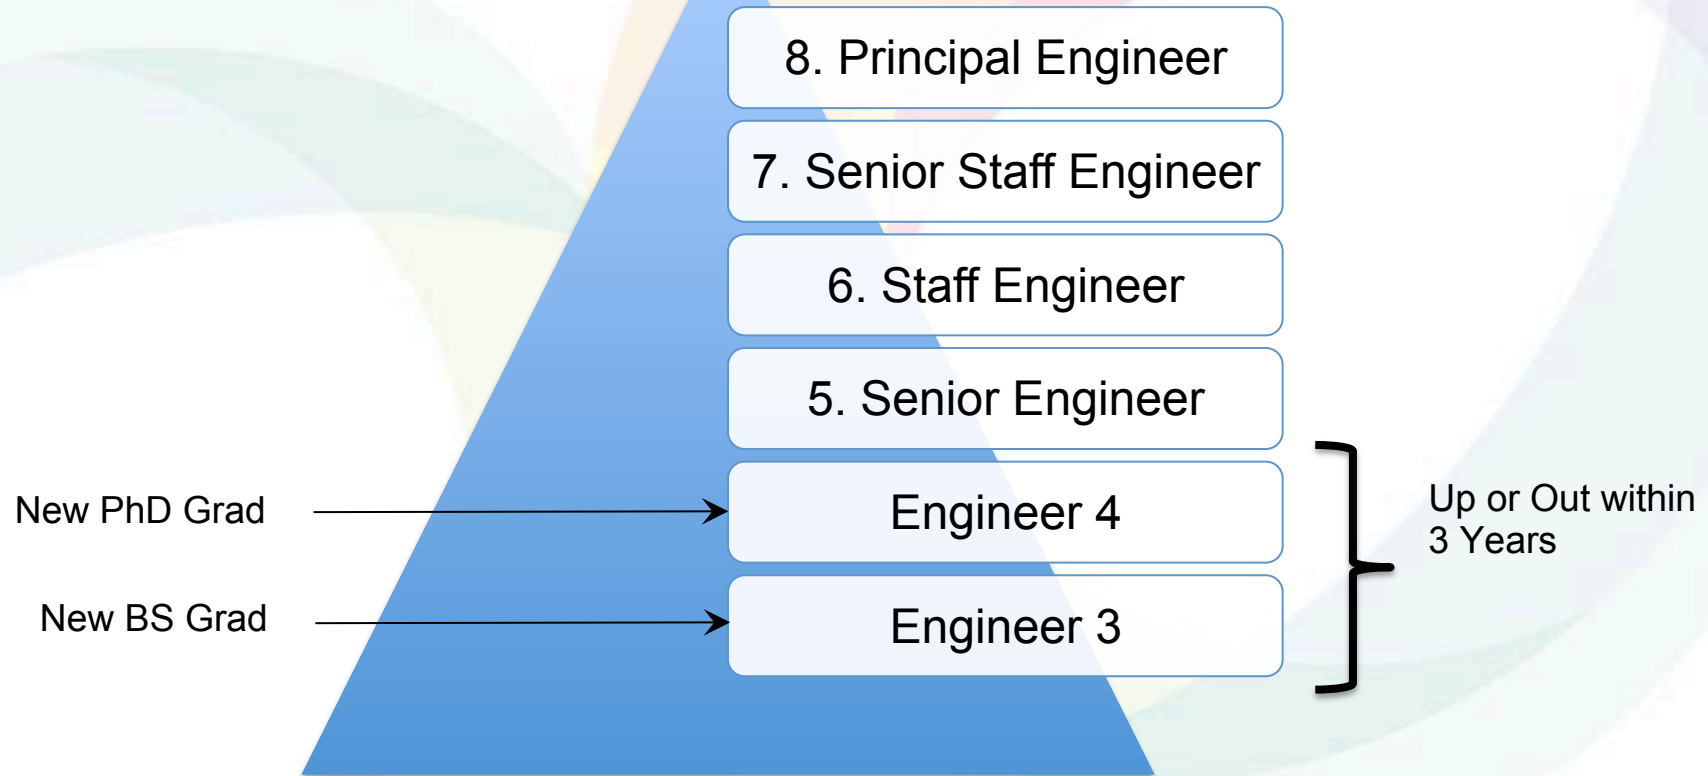 8. Principal Engineer
7. Senior Staff Engineer
6. Staff Engineer
5. Senior Engineer
New PhD Grad
Engineer 4
Up or Out within
3 Years
New BS Grad
Engineer 3